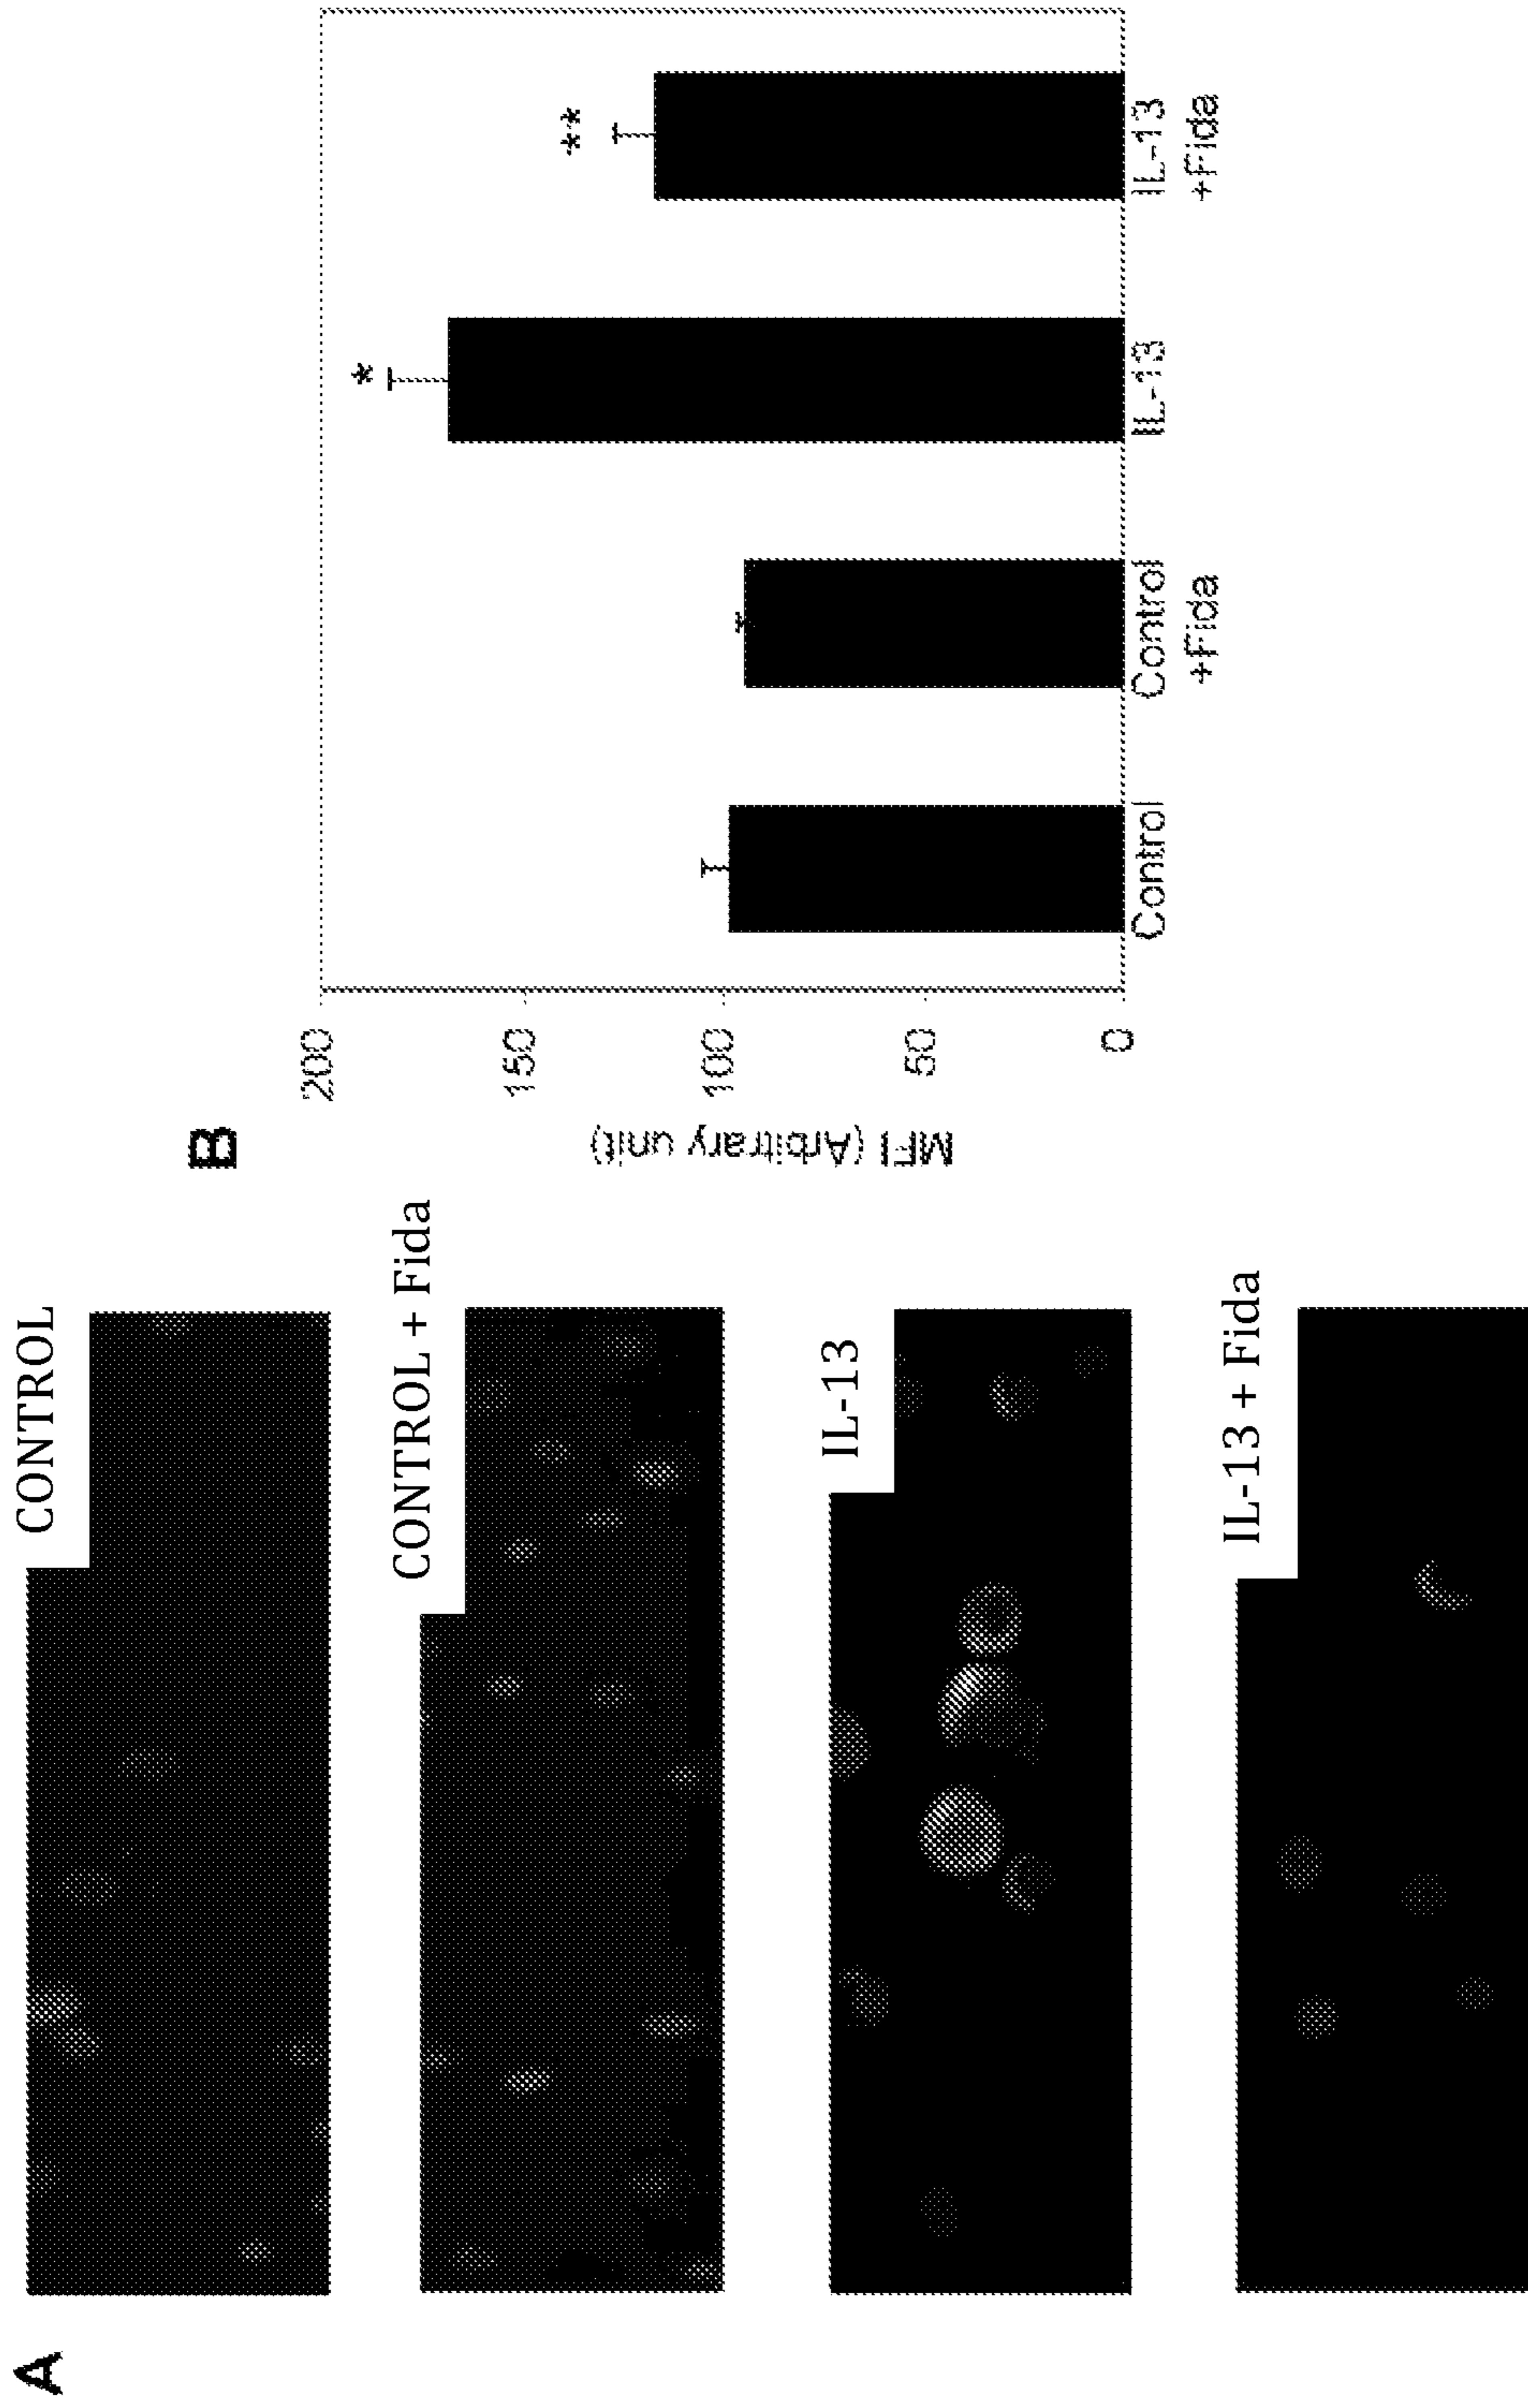 A
CONTROL
CONTROL + Fida
IL-13
IL-13 + Fida
B
MFI (Arbitrary unit)
200
150
100
50
0
*
**
Control
Control
+Fida
IL-13
IL-13
+Fida